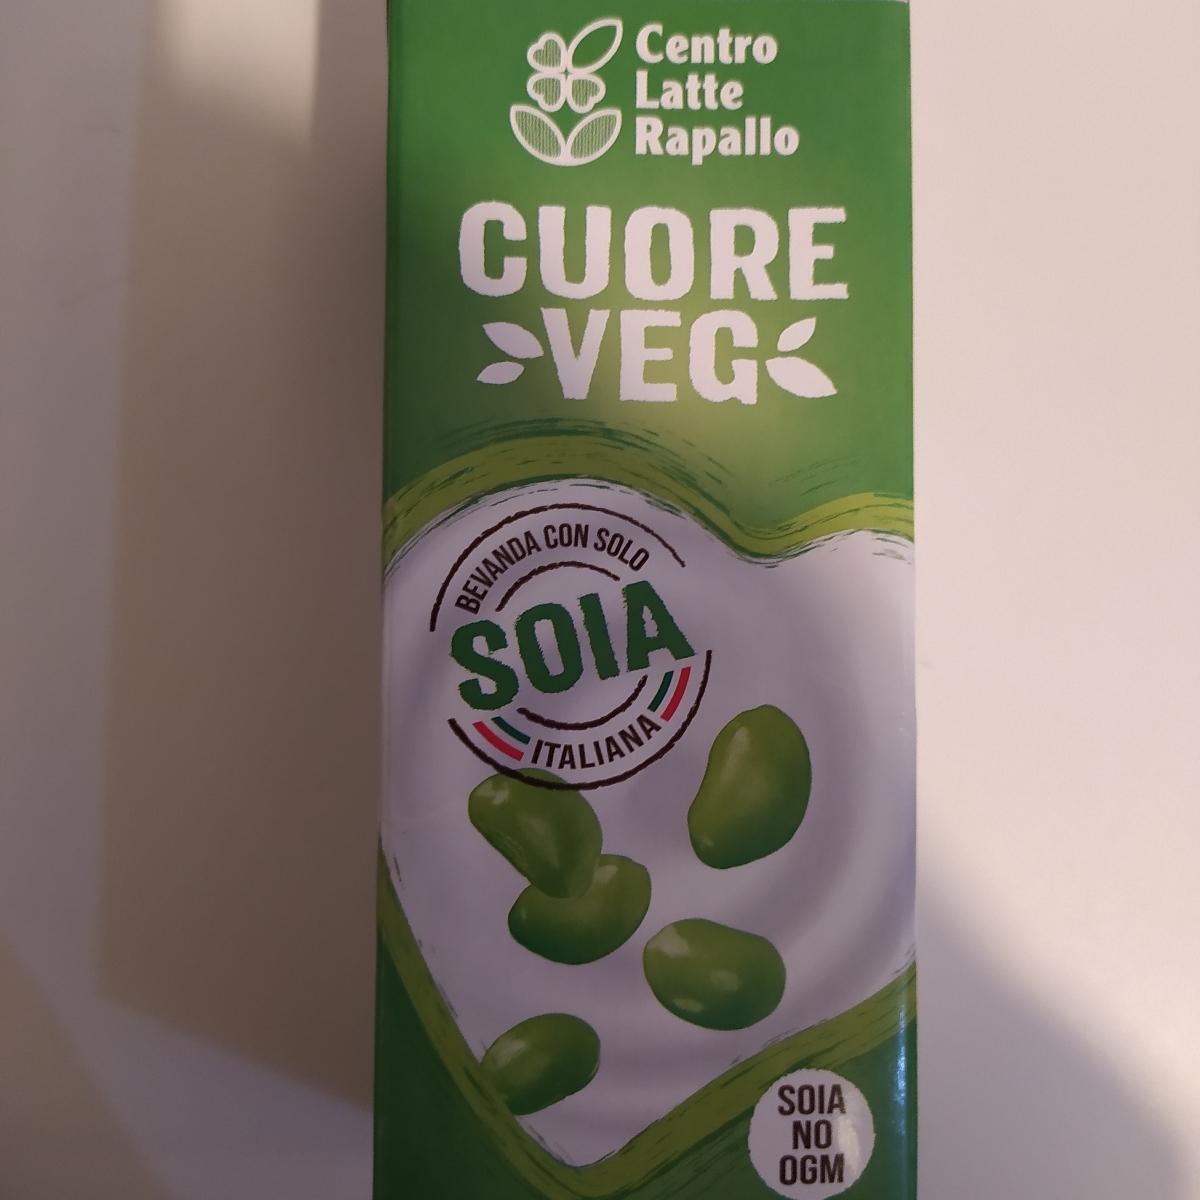 Centro
Latte
Rapallo
CUORE
VEG
BEVANDA CON SOLO
SOIA
ITALIANA
SOIA
NO
OGM